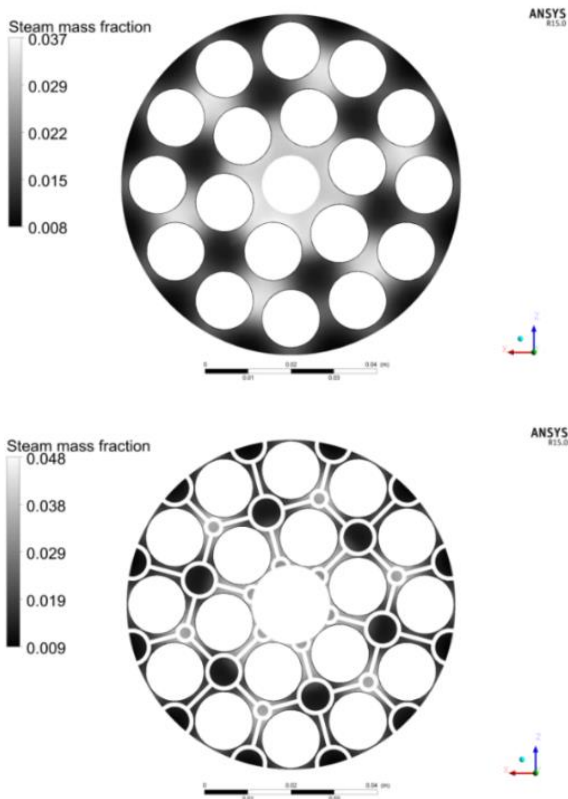 Steam mass fraction
0.037
0.029
0.022
0.015
0.008
ANSYS
R15.0
Z
Y
0 0.02 0.04 (m)
0.01 0.03
Steam mass fraction
0.048
0.038
0.029
0.019
0.009
ANSYS
R15.0
Z
0 0.02 0.04 (m)